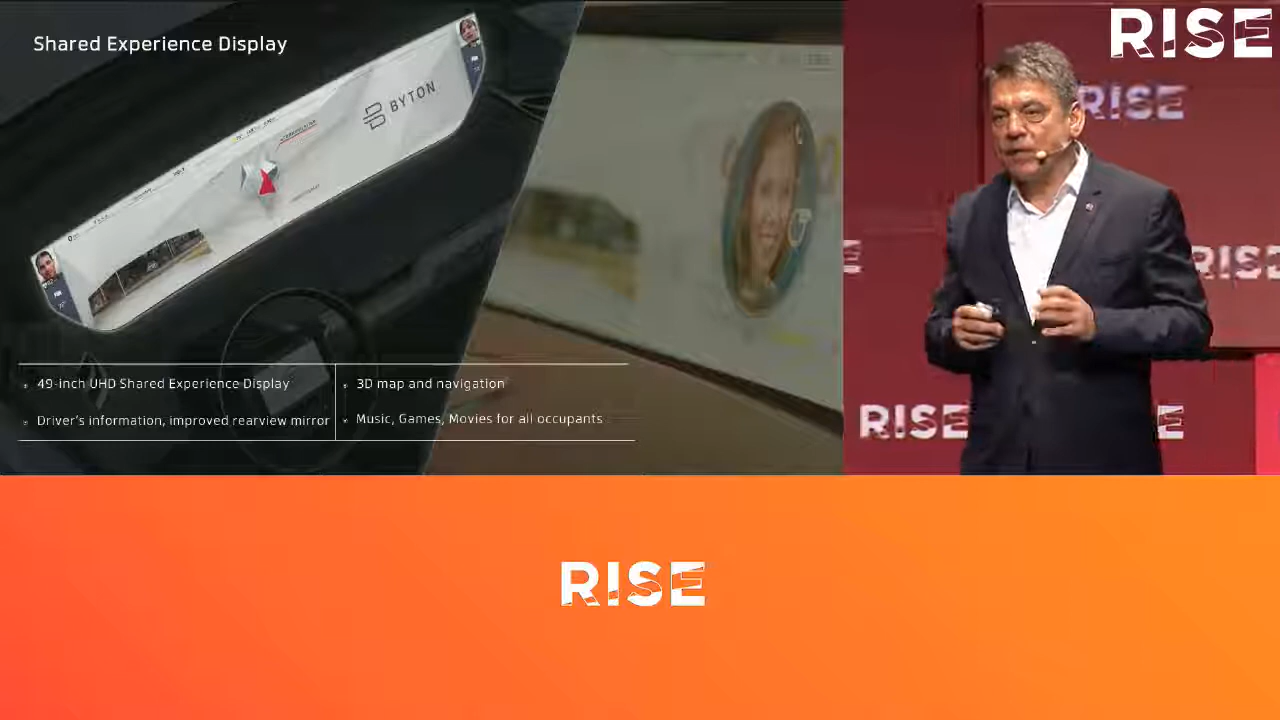 Shared Experience Display
BYTON
49-inch UHD Shared Experience Display
Driver's information, improved rearview mirror
3D map and navigation
Music, Games, Movies for all occupants
RISE
RISE
RISE
RISE
RISE